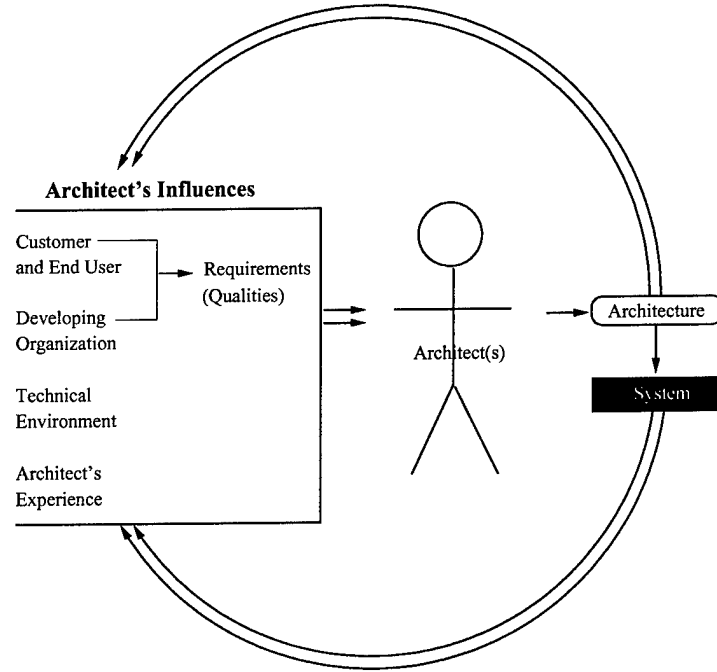 Architect's Influences
Customer
and End User
Requirements
(Qualities)
Developing
Organization
Technical
Environment
Architect's
Experience
Architect(s)
Architecture
System